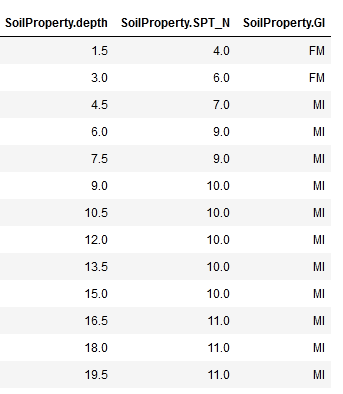 SoilProperty.depth SoilProperty.SPT_N SoilProperty.GI
1.5 4.0 FM
3.0 6.0 FM
4.5 7.0 MI
6.0 9.0 MI
7.5 9.0 MI
9.0 10.0 MI
10.5 10.0 MI
12.0 10.0 MI
13.5 10.0 MI
15.0 10.0 MI
16.5 11.0 MI
18.0 11.0 MI
19.5 11.0 MI